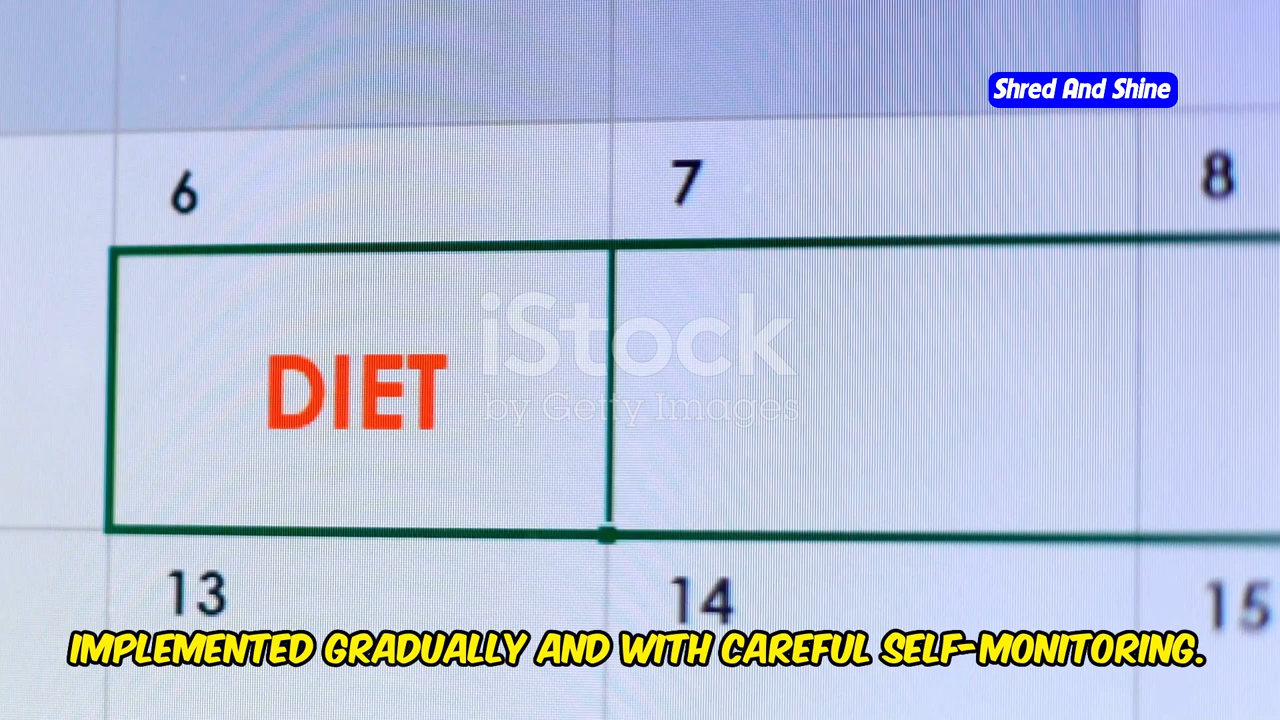 Shred And Shine
6 7 8
DIET
iStock
by Getty Images
13 14 15
IMPLEMENTED GRADUALLY AND WITH CAREFUL SELF-MONITORING.